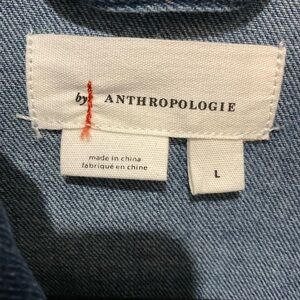 by ANTHROPOLOGIE
made in china
fabriqué en chine
L